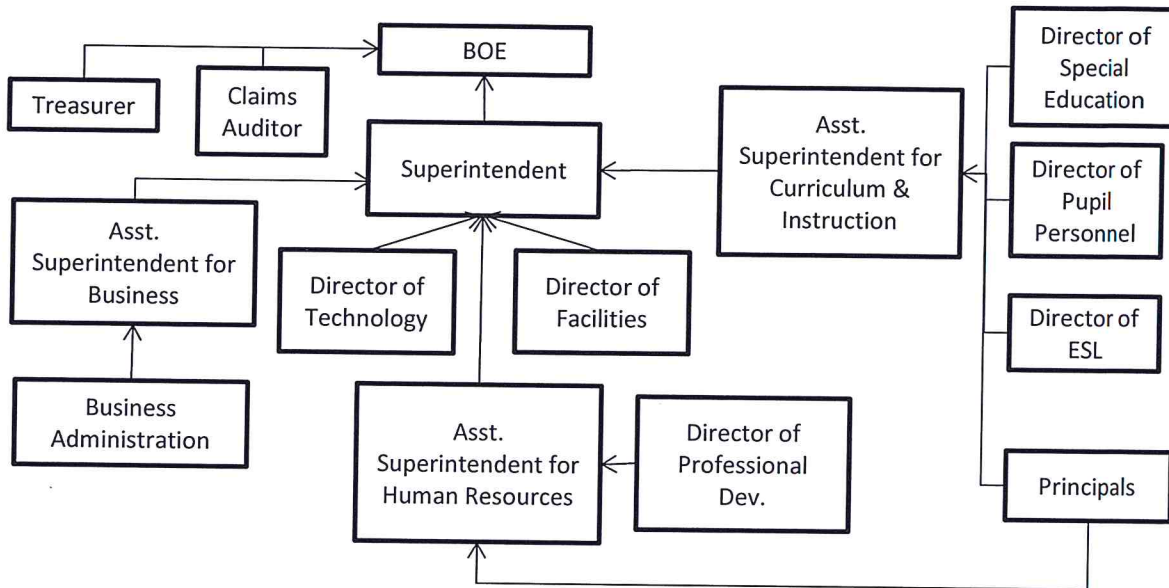 BOE
Treasurer
Claims
Auditor
Superintendent
Asst.
Superintendent for
Curriculum &
Instruction
Director of
Special
Education
Director of
Pupil
Personnel
Director of
ESL
Principals
Asst.
Superintendent for
Business
Business
Administration
Director of
Technology
Director of
Facilities
Asst.
Superintendent for
Human Resources
Director of
Professional
Dev.